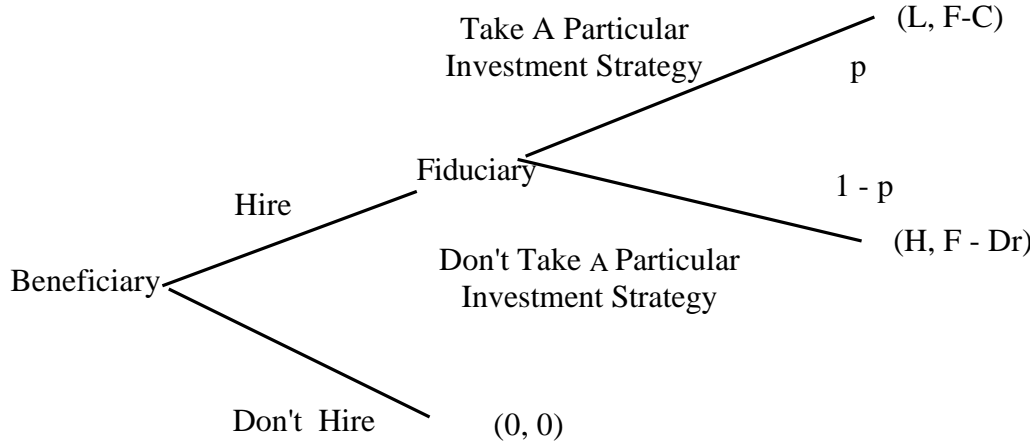 Take A Particular
Investment Strategy
(L, F-C)
p
Fiduciary
Hire
1 - p
(H, F - Dr)
Don't Take A Particular
Investment Strategy
Beneficiary
Don't Hire
(0, 0)